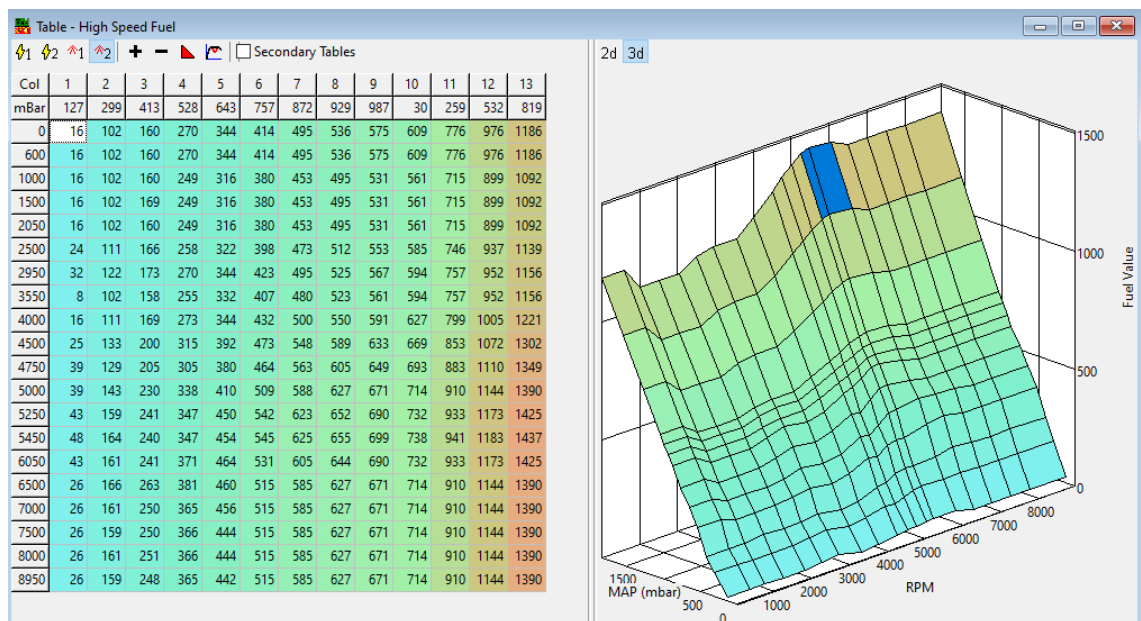 Table - High Speed Fuel
1 2 1 2 Secondary Tables
Col 1 2 3 4 5 6 7 8 9 10 11 12 13
mBar 127 299 413 528 643 757 872 929 987 30 259 532 819
0 16 102 160 270 344 414 495 536 575 609 776 976 1186
600 16 102 160 270 344 414 495 536 575 609 776 976 1186
1000 16 102 160 249 316 380 453 495 531 561 715 899 1092
1500 16 102 169 249 316 380 453 495 531 561 715 899 1092
2050 16 102 160 249 316 380 453 495 531 561 715 899 1092
2500 24 111 166 258 322 398 473 512 553 585 746 937 1139
2950 32 122 173 270 344 423 495 525 567 594 757 952 1156
3550 8 102 158 255 332 407 480 523 561 594 757 952 1156
4000 16 111 169 273 344 432 500 550 591 627 799 1005 1221
4500 25 133 200 315 392 473 548 589 633 669 853 1072 1302
4750 39 129 205 305 380 464 563 605 649 693 883 1110 1349
5000 39 143 230 338 410 509 588 627 671 714 910 1144 1390
5250 43 159 241 347 450 542 623 652 690 732 933 1173 1425
5450 48 164 240 347 454 545 625 655 699 738 941 1183 1437
6050 43 161 241 371 464 531 605 644 690 732 933 1173 1425
6500 26 166 263 381 460 515 585 627 671 714 910 1144 1390
7000 26 161 250 365 456 515 585 627 671 714 910 1144 1390
7500 26 159 250 366 444 515 585 627 671 714 910 1144 1390
8000 26 161 251 366 444 515 585 627 671 714 910 1144 1390
8950 26 159 248 365 442 515 585 627 671 714 910 1144 1390
2d 3d
1500
1000
500
0
Fuel Value
1500
500
0
MAP (mbar)
1000
2000
3000
4000
5000
6000
7000
8000
RPM